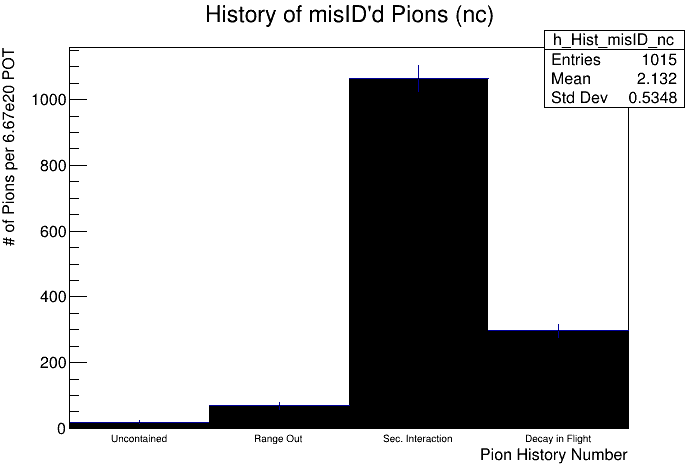 History of misID'd Pions (nc)
h_Hist_misID_nc
Entries 1015
Mean 2.132
Std Dev 0.5348
# of Pions per 6.67e20 POT
1000
800
600
400
200
0
Uncontained Range Out Sec. Interaction Decay in Flight
Pion History Number